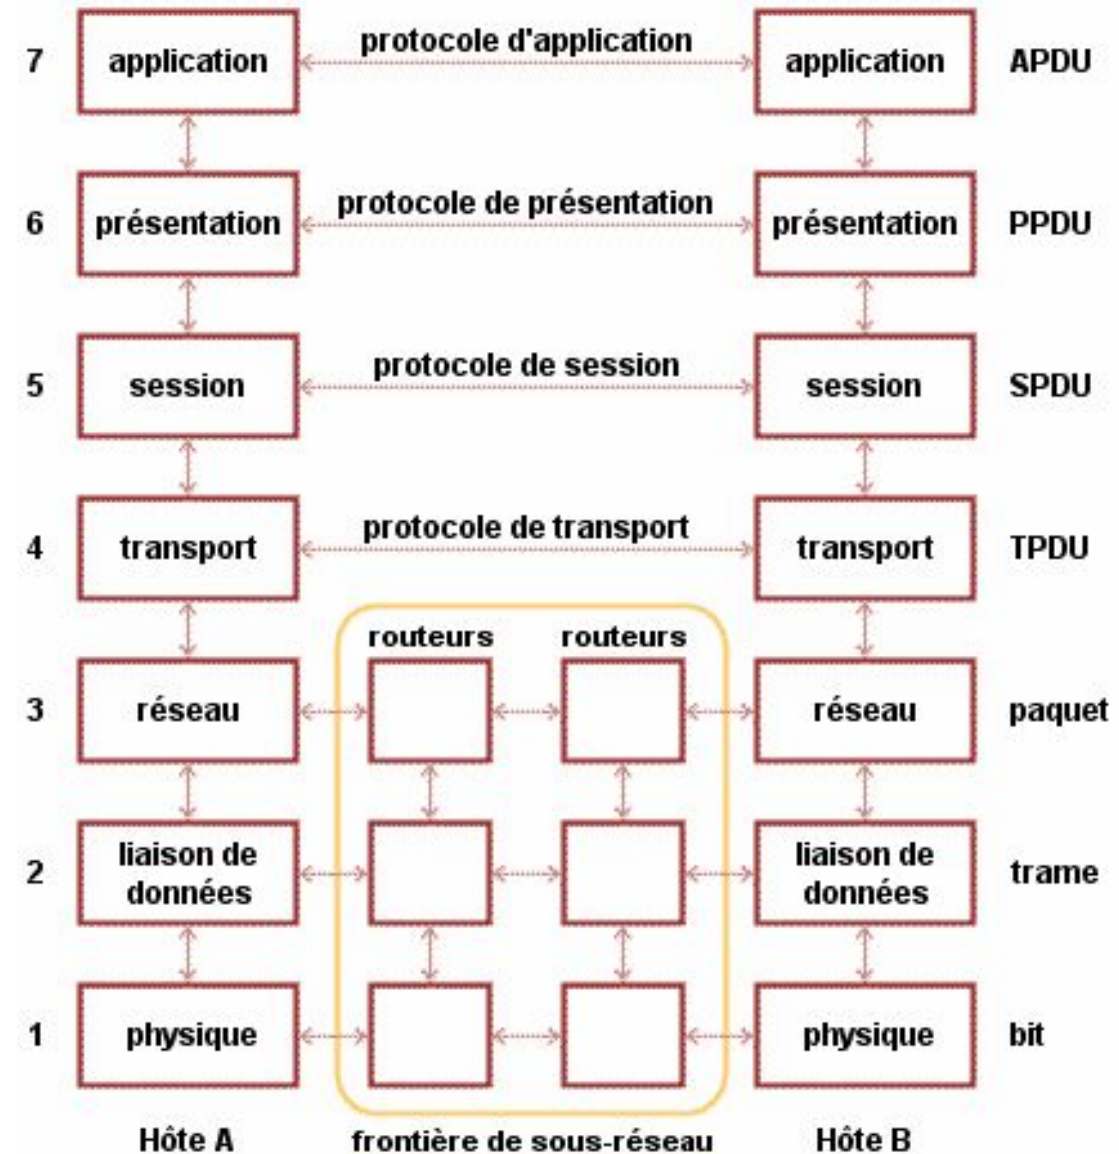 7 application protocole d'application application APDU
6 présentation protocole de présentation présentation PPDU
5 session protocole de session session SPDU
4 transport protocole de transport transport TPDU
routeurs routeurs
3 réseau réseau paquet
2 liaison de données liaison de données trame
1 physique physique bit
Hôte A frontière de sous-réseau Hôte B